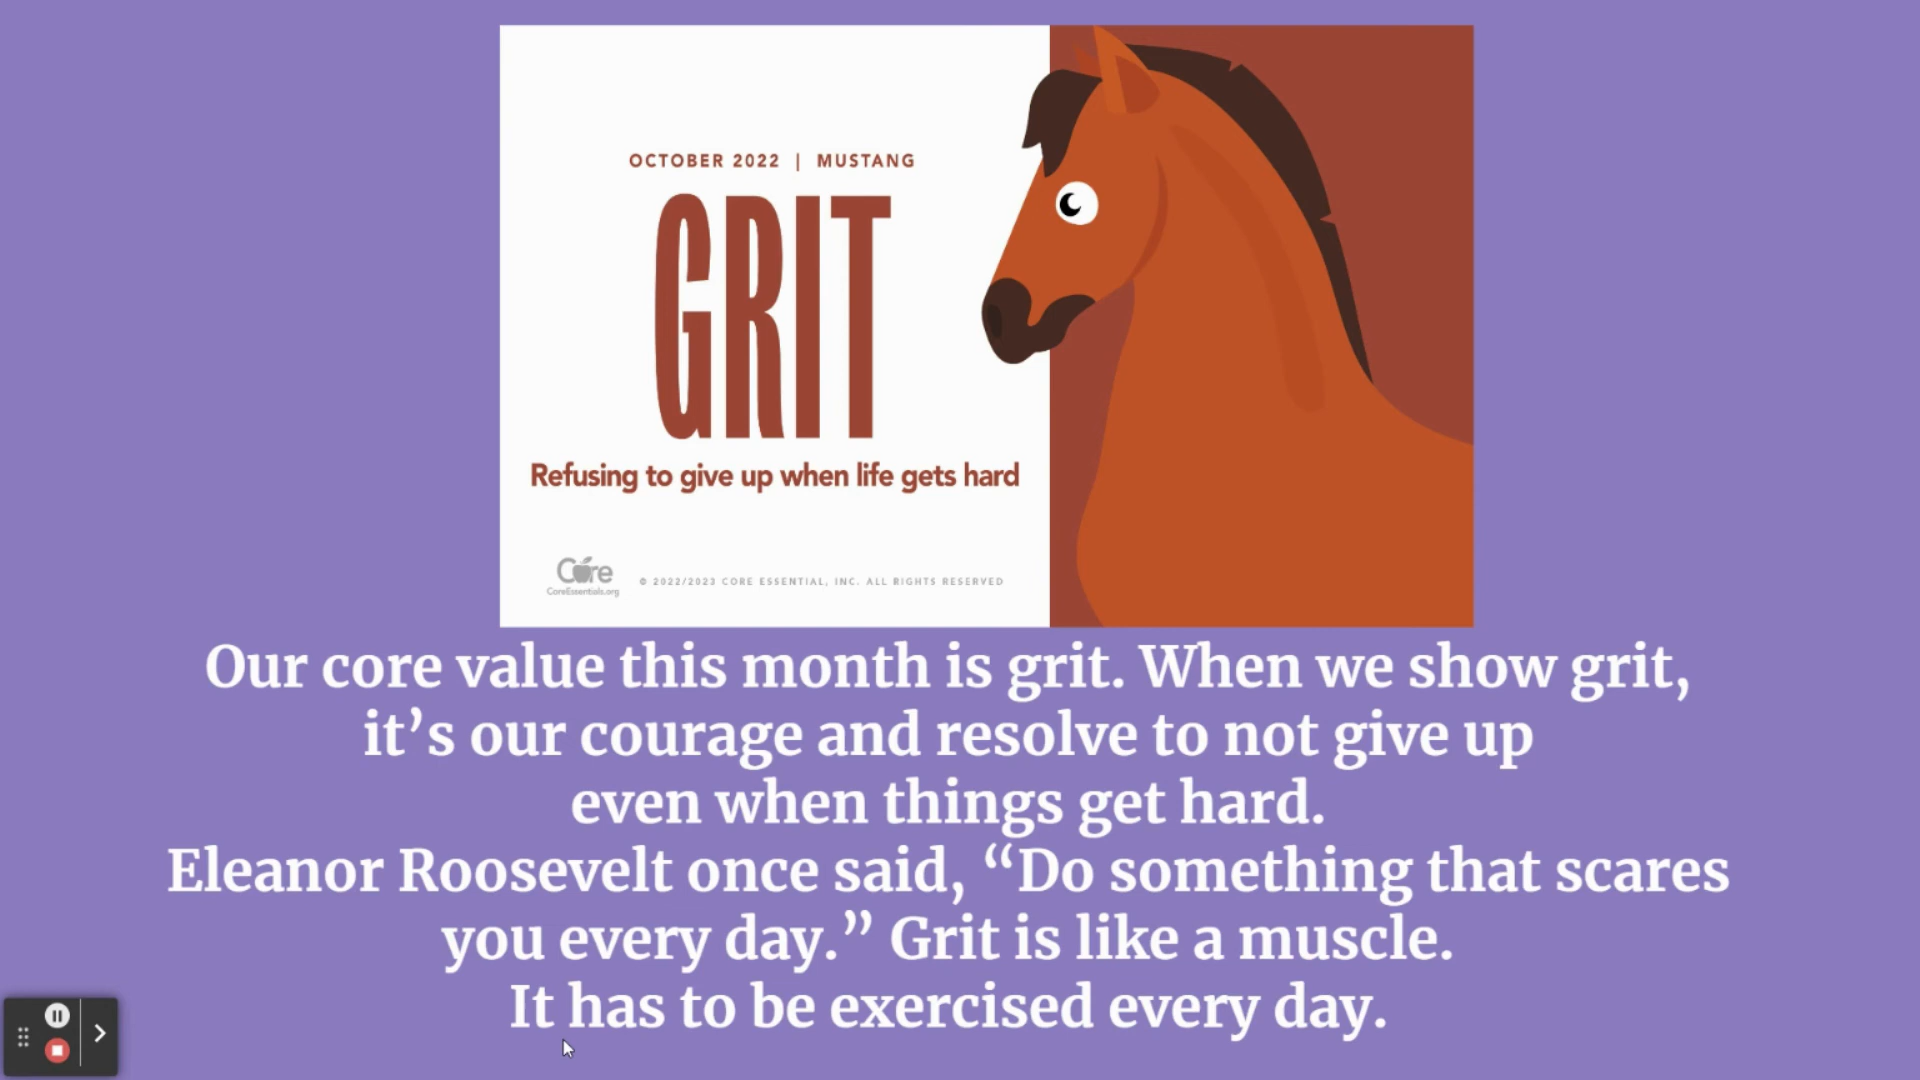 OCTOBER 2022 | MUSTANG
GRIT
Refusing to give up when life gets hard
Core
CoreEssentials.org
© 2022/2023 CORE ESSENTIAL, INC. ALL RIGHTS RESERVED
Our core value this month is grit. When we show grit,
it’s our courage and resolve to not give up
even when things get hard.
Eleanor Roosevelt once said, “Do something that scares
you every day.” Grit is like a muscle.
It has to be exercised every day.